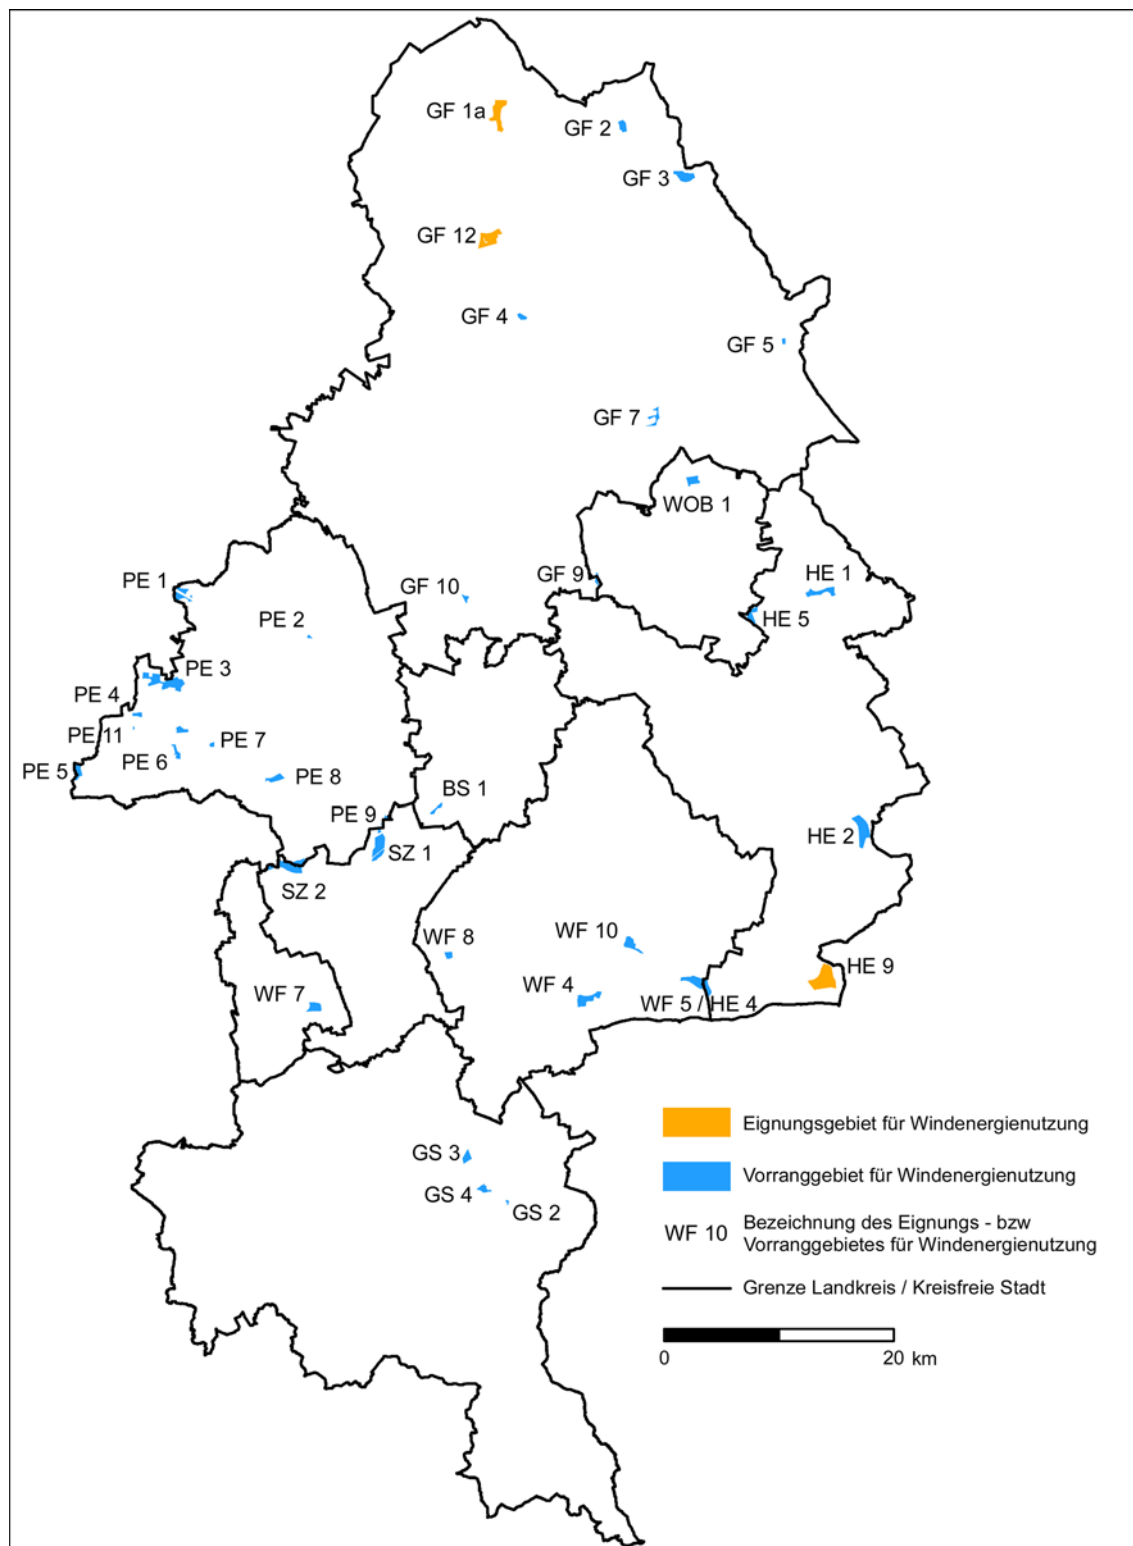 GF 1a
GF 2
GF 3
GF 12
GF 4
GF 5
GF 7
WOB 1
PE 1
GF 10
GF 9
HE 1
HE 5
PE 2
PE 3
PE 4
PE 11
PE 7
PE 6
PE 5
PE 8
BS 1
PE 9
HE 2
SZ 1
SZ 2
WF 8
WF 10
HE 9
WF 7
WF 4
WF 5 / HE 4
GS 3
GS 4
GS 2
Eignungsgebiet für Windenergienutzung
Vorranggebiet für Windenergienutzung
WF 10 Bezeichnung des Eignungs - bzw
Vorranggebietes für Windenergienutzung
Grenze Landkreis / Kreisfreie Stadt
0 20 km